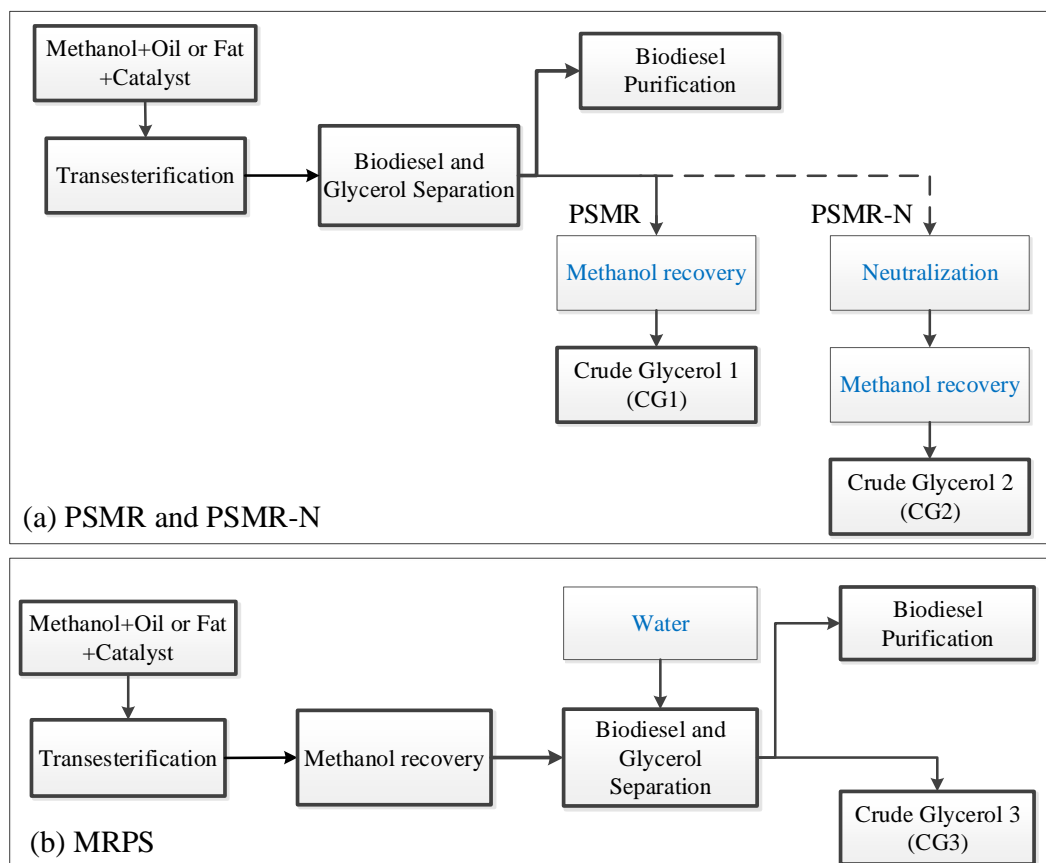 Methanol+Oil or Fat
+Catalyst
Biodiesel
Purification
Transesterification
Biodiesel and
Glycerol Separation
PSMR
PSMR-N
Methanol recovery
Neutralization
Crude Glycerol 1
(CG1)
Methanol recovery
Crude Glycerol 2
(CG2)
(a) PSMR and PSMR-N
Methanol+Oil or Fat
+Catalyst
Water
Biodiesel
Purification
Transesterification
Methanol recovery
Biodiesel and
Glycerol
Separation
Crude Glycerol 3
(CG3)
(b) MRPS